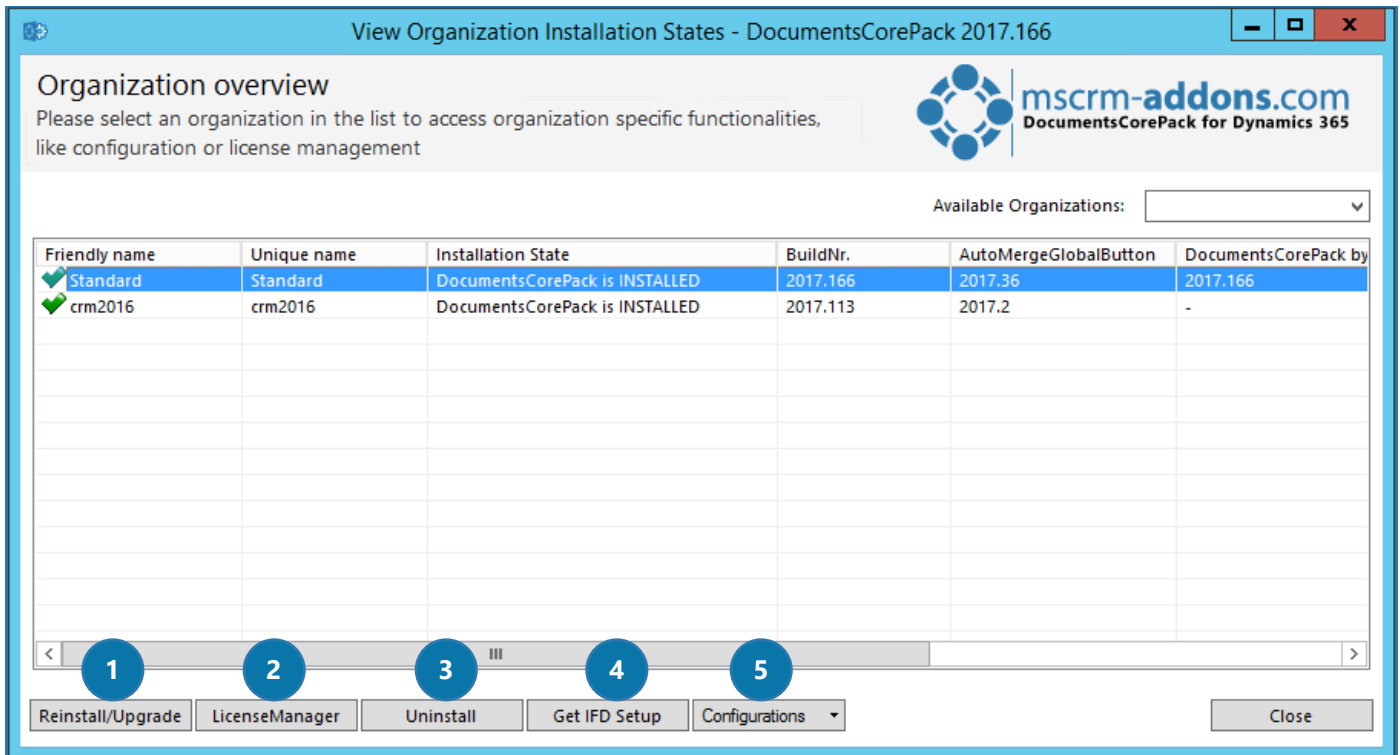 View Organization Installation States - DocumentsCorePack 2017.166
X
Organization overview
Please select an organization in the list to access organization specific functionalities,
like configuration or license management
mscrm-addons.com
DocumentsCorePack for Dynamics 365
Available Organizations:
Friendly name Unique name Installation State BuildNr. AutoMergeGlobalButton DocumentsCorePack by
Standard Standard DocumentsCorePack is INSTALLED 2017.166 2017.36 2017.166
crm2016 crm2016 DocumentsCorePack is INSTALLED 2017.113 2017.2 -
1 2 3 4 5
Reinstall/Upgrade LicenseManager Uninstall Get IFD Setup Configurations Close